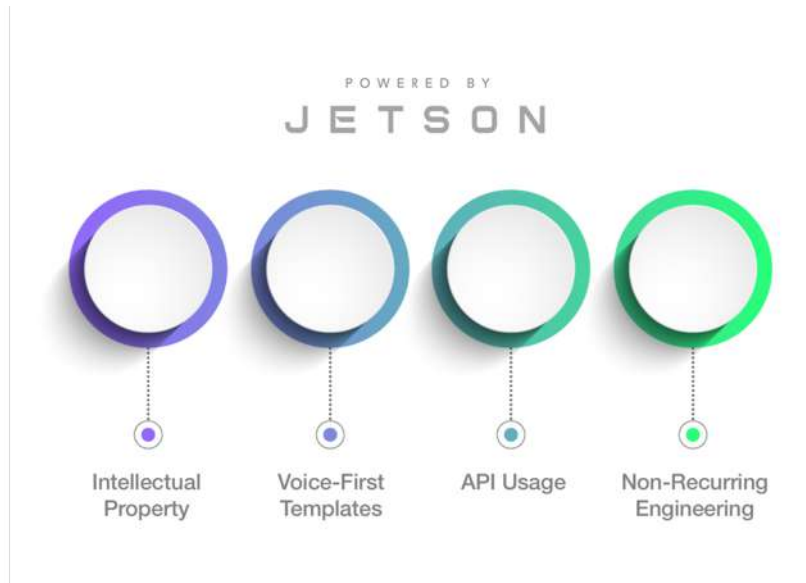 POWERED BY
JETSON
Intellectual
Property
Voice-First
Templates
API Usage
Non-Recurring
Engineering